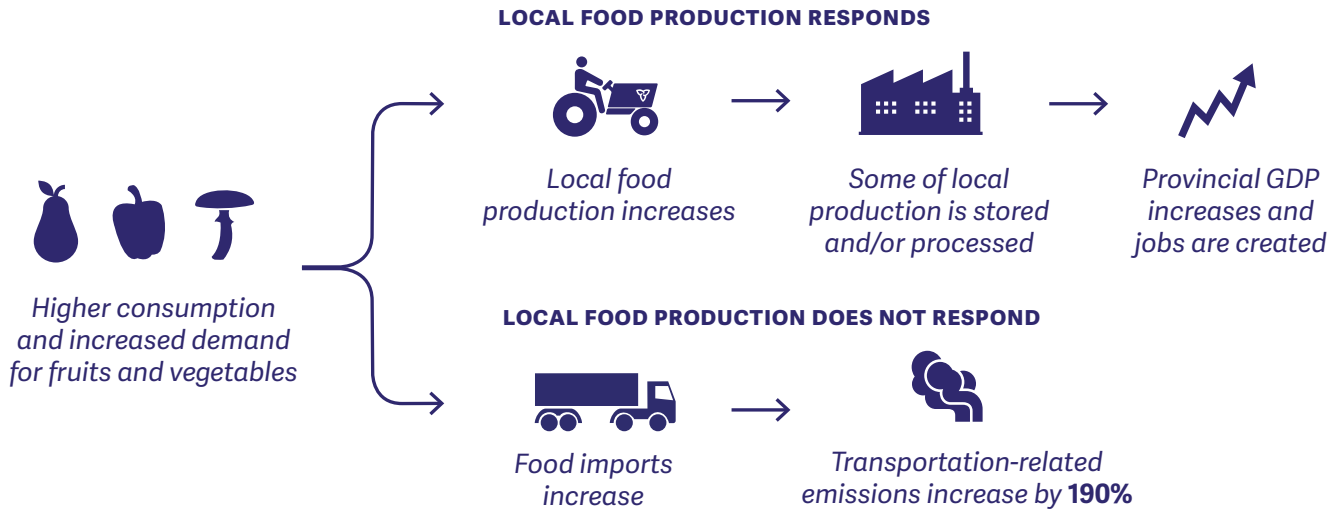 LOCAL FOOD PRODUCTION RESPONDS
Higher consumption
and increased demand
for fruits and vegetables
Local food
production increases
Some of local
production is stored
and/or processed
Provincial GDP
increases and
jobs are created
LOCAL FOOD PRODUCTION DOES NOT RESPOND
Food imports
increase
Transportation-related
emissions increase by 190%